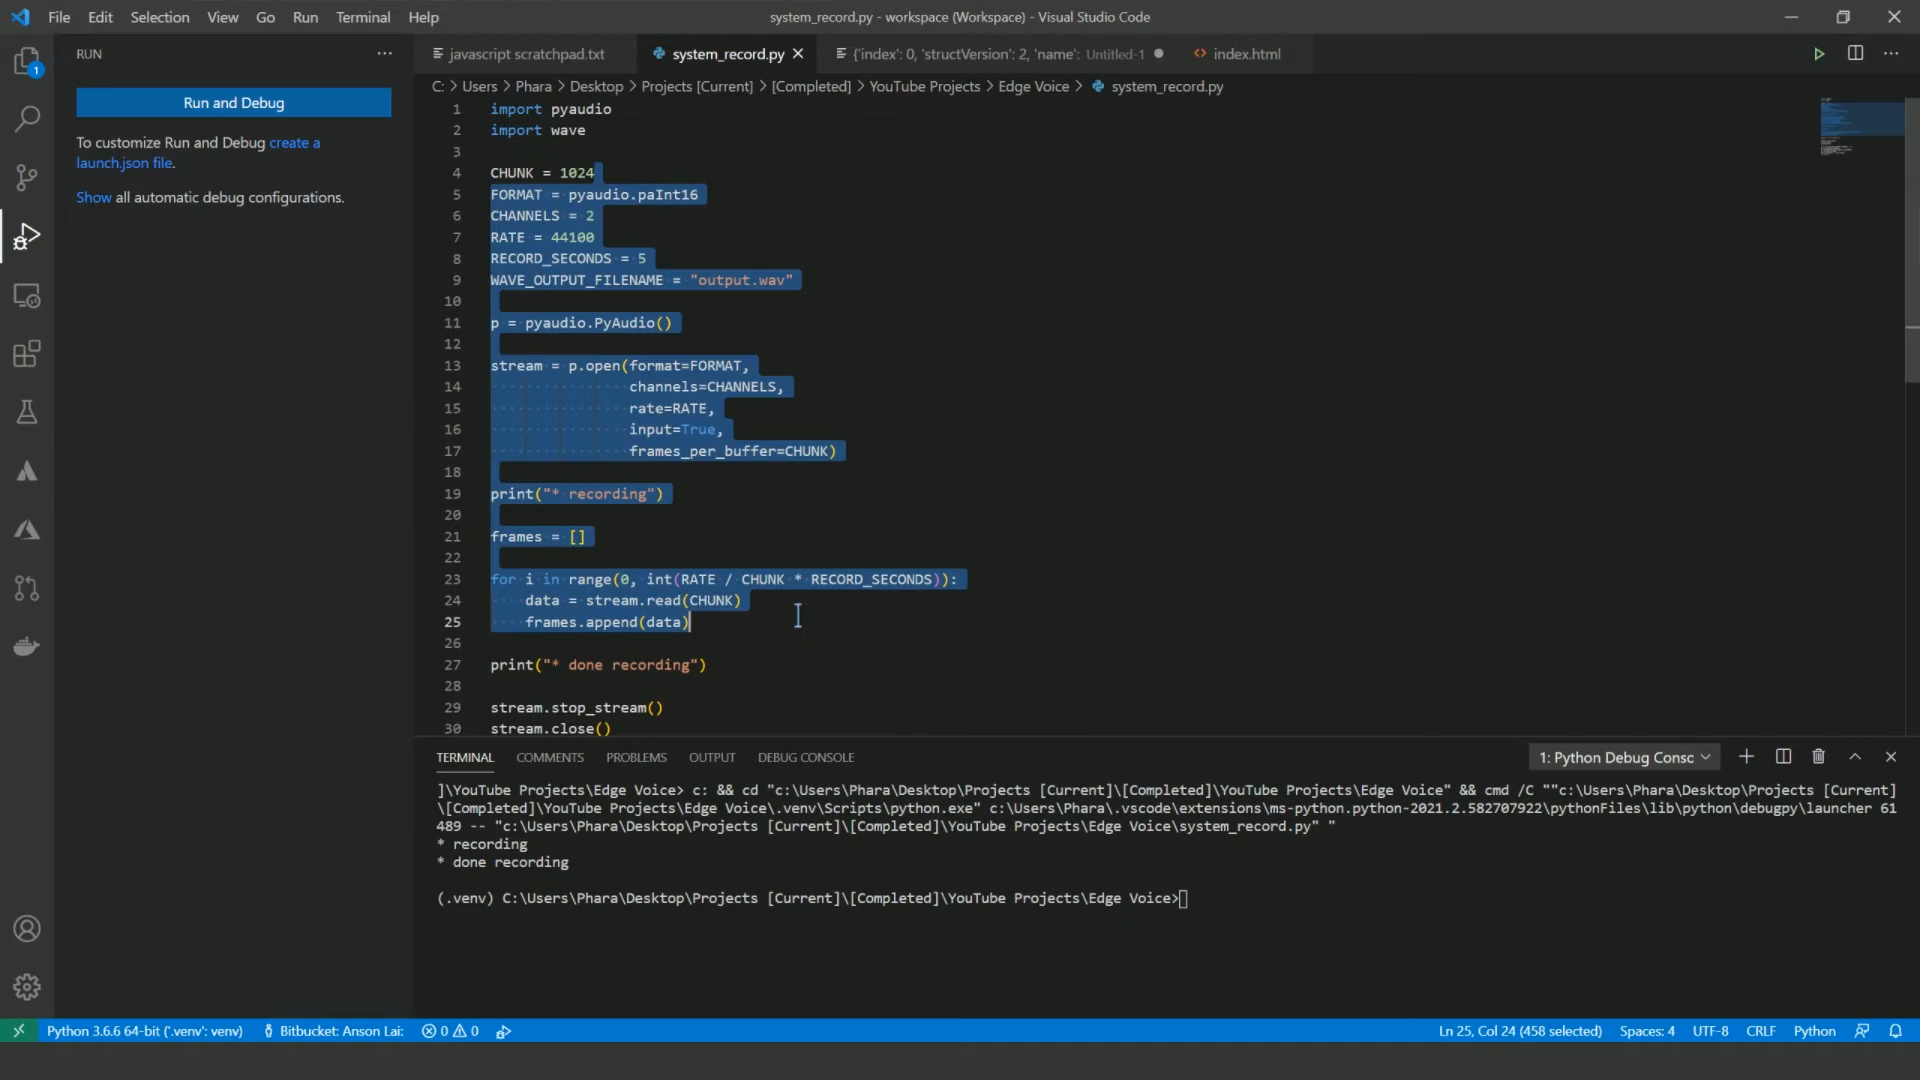 File Edit Selection View Go Run Terminal Help
system_record.py - workspace (Workspace) - Visual Studio Code
1
RUN
Run and Debug
To customize Run and Debug create a
launch.json file.
Show all automatic debug configurations.
javascript scratchpad.txt system_record.py {'index': 0, 'structVersion': 2, 'name': Untitled-1 index.html
C: > Users > Phara > Desktop > Projects [Current] > [Completed] > YouTube Projects > Edge Voice > system_record.py
1 import pyaudio
2 import wave
3
4 CHUNK = 1024
5 FORMAT = pyaudio.paInt16
6 CHANNELS = 2
7 RATE = 44100
8 RECORD_SECONDS = 5
9 WAVE_OUTPUT_FILENAME = "output.wav"
10
11 p = pyaudio.PyAudio()
12
13 stream = p.open(format=FORMAT,
14 channels=CHANNELS,
15 rate=RATE,
16 input=True,
17 frames_per_buffer=CHUNK)
18
19 print("* recording")
20
21 frames = []
22
23 for i in range(0, int(RATE / CHUNK * RECORD_SECONDS)):
24 data = stream.read(CHUNK)
25 frames.append(data)
26
27 print("* done recording")
28
29 stream.stop_stream()
30 stream.close()
TERMINAL COMMENTS PROBLEMS OUTPUT DEBUG CONSOLE 1: Python Debug Consc
]\YouTube Projects\Edge Voice> c: && cd "c:\Users\Phara\Desktop\Projects [Current]\[Completed]\YouTube Projects\Edge Voice" && cmd /C ""c:\Users\Phara\Desktop\Projects [Current]
\[Completed]\YouTube Projects\Edge Voice\.venv\Scripts\python.exe" c:\Users\Phara\.vscode\extensions\ms-python.python-2021.2.582707922\pythonFiles\lib\python\debugpy\launcher 61
489 -- "c:\Users\Phara\Desktop\Projects [Current]\[Completed]\YouTube Projects\Edge Voice\system_record.py" "
* recording
* done recording
(.venv) C:\Users\Phara\Desktop\Projects [Current]\[Completed]\YouTube Projects\Edge Voice>
Python 3.6.6 64-bit ('.venv': venv) Bitbucket: Anson Lai: 0 0 Ln 25, Col 24 (458 selected) Spaces: 4 UTF-8 CRLF Python